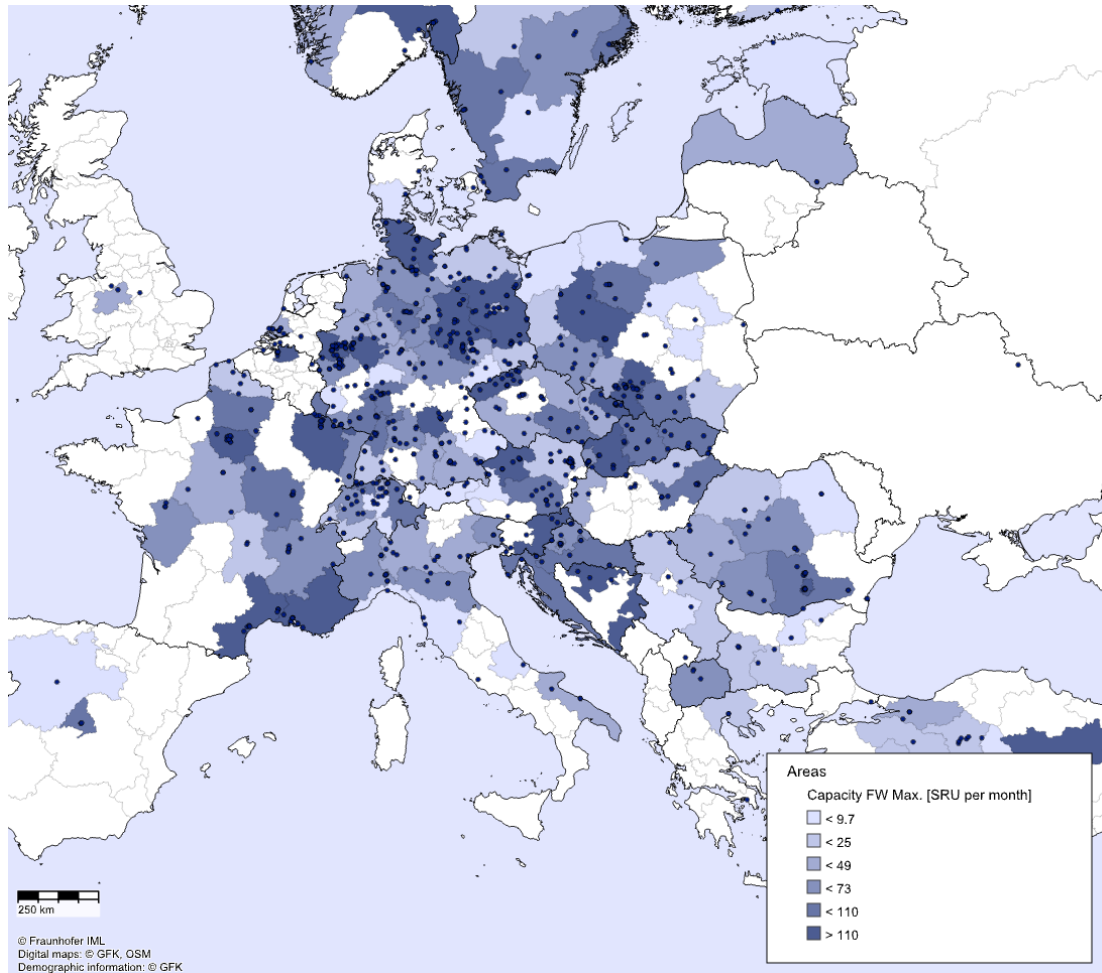 Areas
Capacity FW Max. [SRU per month]
< 9.7
< 25
< 49
< 73
< 110
> 110
250 km
© Fraunhofer IML
Digital maps: © GFK, OSM
Demographic information: © GFK